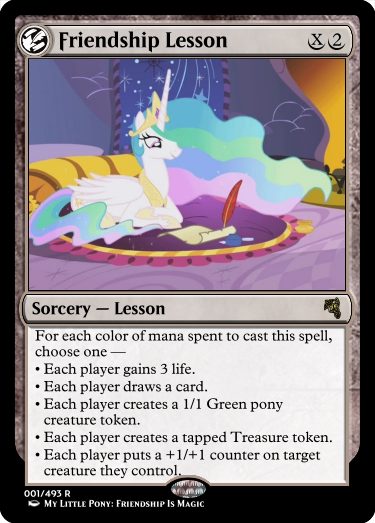 Friendship Lesson X 2
Sorcery — Lesson
For each color of mana spent to cast this spell,
choose one —
• Each player gains 3 life.
• Each player draws a card.
• Each player creates a 1/1 Green pony
creature token.
• Each player creates a tapped Treasure token.
• Each player puts a +1/+1 counter on target
creature they control.
001/493 R
My Little Pony: Friendship Is Magic